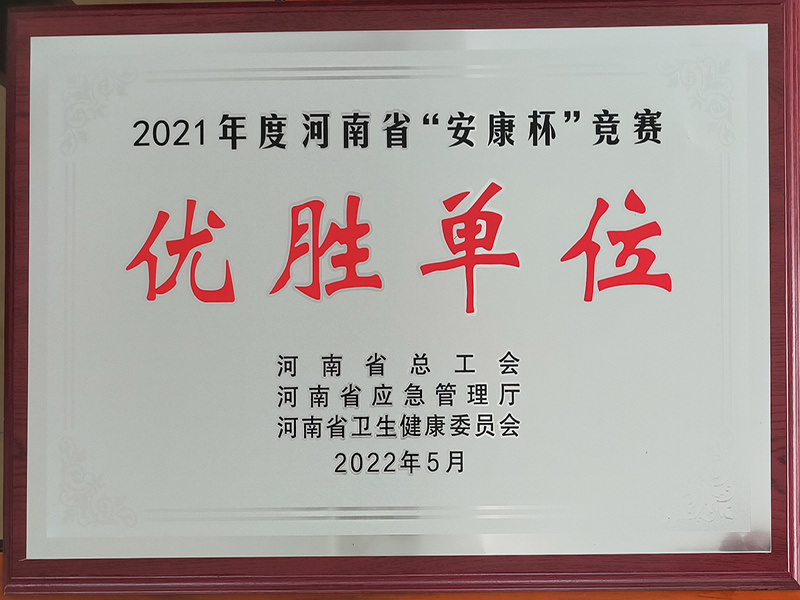 2021年度河南省“安康杯”竞赛
优胜单位
河南省总工会
河南省应急管理厅
河南省卫生健康委员会
2022年5月